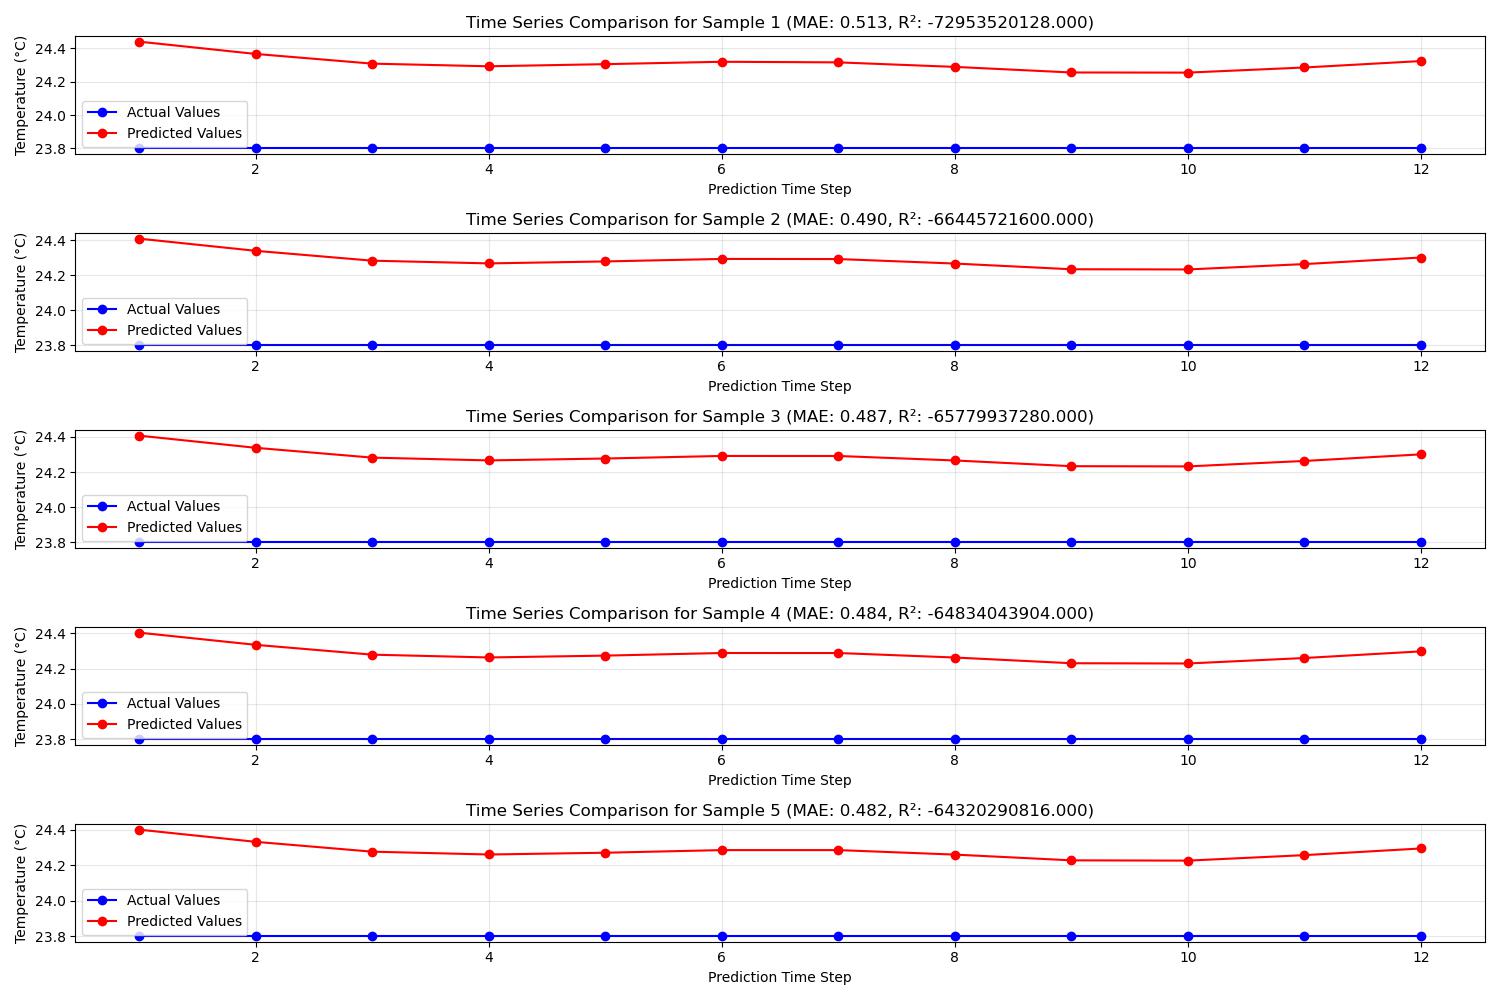 Time Series Comparison for Sample 1 (MAE: 0.513, R²: -72953520128.000)
Temperature (°C)
24.4
24.2
24.0
23.8
Actual Values
Predicted Values
2 4 6 8 10 12
Prediction Time Step
Time Series Comparison for Sample 2 (MAE: 0.490, R²: -66445721600.000)
Temperature (°C)
24.4
24.2
24.0
23.8
Actual Values
Predicted Values
2 4 6 8 10 12
Prediction Time Step
Time Series Comparison for Sample 3 (MAE: 0.487, R²: -65779937280.000)
Temperature (°C)
24.4
24.2
24.0
23.8
Actual Values
Predicted Values
2 4 6 8 10 12
Prediction Time Step
Time Series Comparison for Sample 4 (MAE: 0.484, R²: -64834043904.000)
Temperature (°C)
24.4
24.2
24.0
23.8
Actual Values
Predicted Values
2 4 6 8 10 12
Prediction Time Step
Time Series Comparison for Sample 5 (MAE: 0.482, R²: -64320290816.000)
Temperature (°C)
24.4
24.2
24.0
23.8
Actual Values
Predicted Values
2 4 6 8 10 12
Prediction Time Step